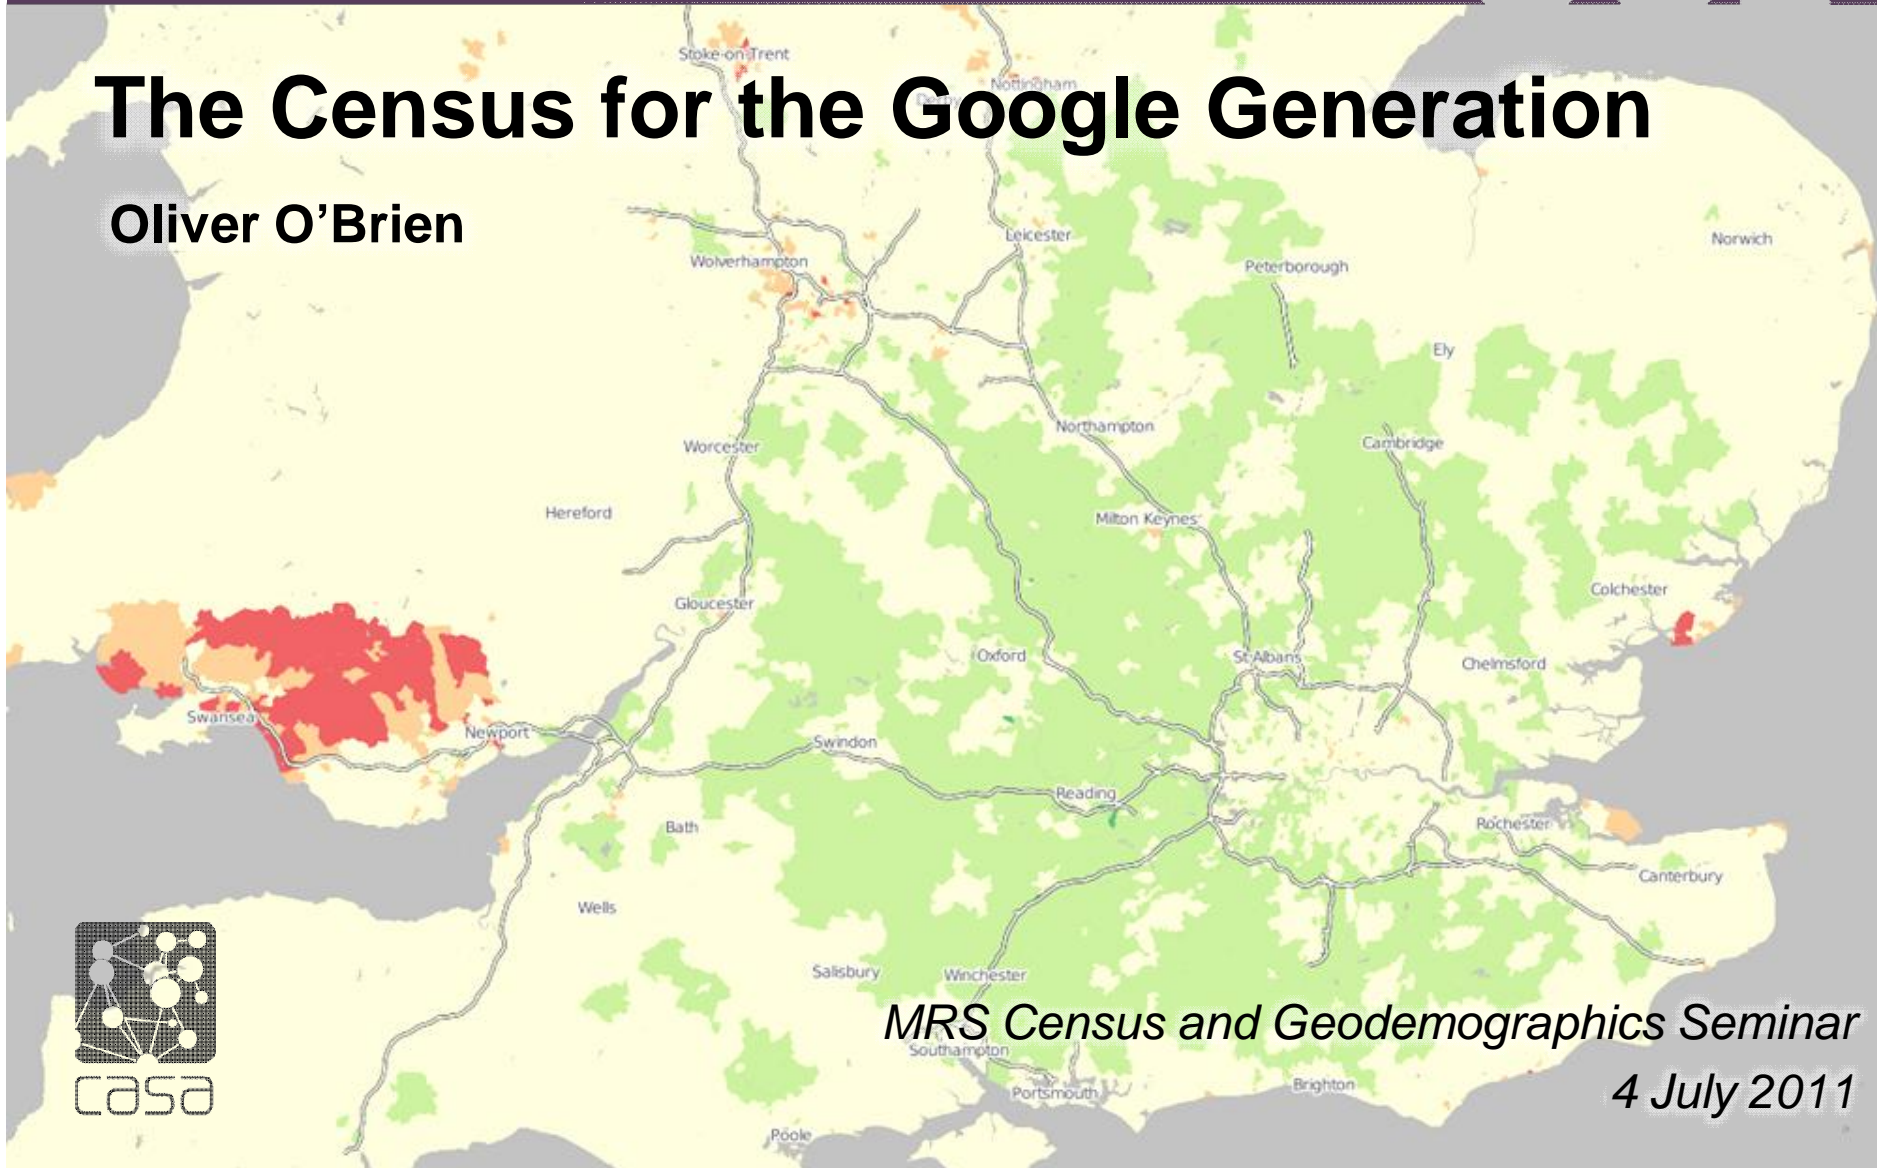 Stoke-on-Trent
Nottingham
Derby
The Census for the Google Generation
Oliver O’Brien
Leicester
Norwich
Wolverhampton
Peterborough
Ely
Northampton
Cambridge
Worcester
Hereford
Milton Keynes
Colchester
Gloucester
Oxford
St Albans
Chelmsford
Swansea
Newport
Swindon
Reading
Bath
Rochester
Canterbury
Wells
Salisbury
Winchester
MRS Census and Geodemographics Seminar
Southampton
Brighton
Portsmouth
4 July 2011
casa
Poole